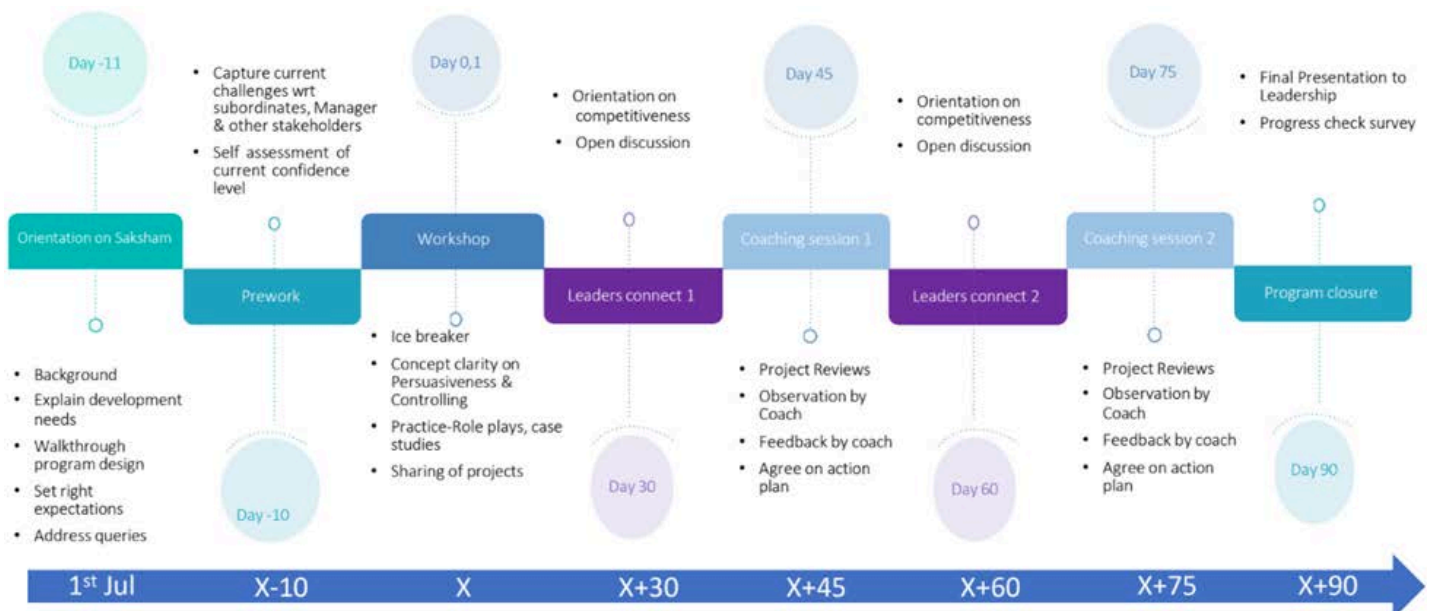 Day -11
• Capture current
challenges wrt
subordinates, Manager
& other stakeholders
• Self assessment of
current confidence
level
Day 0,1
• Orientation on
competitiveness
• Open discussion
Day 45
• Orientation on
competitiveness
• Open discussion
Day 75
• Final Presentation to
Leadership
• Progress check survey
Orientation on Saksham
Prework
Workshop
Leaders connect 1
Coaching session 1
Leaders connect 2
Coaching session 2
Program closure
• Background
• Explain development
needs
• Walkthrough
program design
• Set right
expectations
• Address queries
Day -10
• Ice breaker
• Concept clarity on
Persuasiveness &
Controlling
• Practice-Role plays, case
studies
• Sharing of projects
Day 30
• Project Reviews
• Observation by
Coach
• Feedback by coach
• Agree on action
plan
Day 60
• Project Reviews
• Observation by
Coach
• Feedback by coach
• Agree on action
plan
Day 90
1st Jul
X-10
X
X+30
X+45
X+60
X+75
X+90